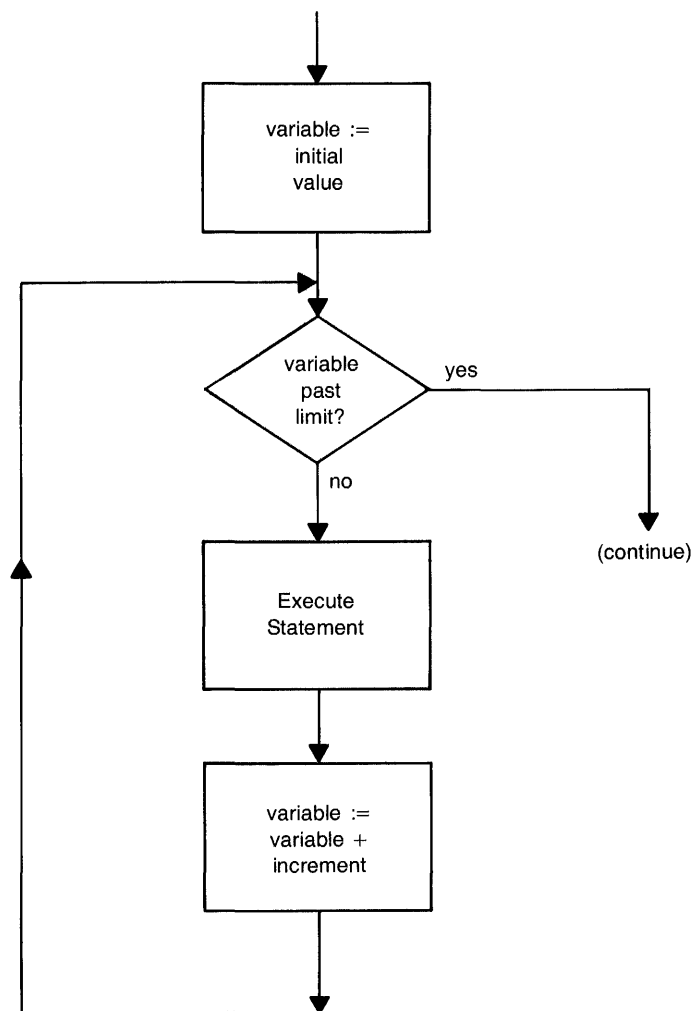 variable :=
initial
value
variable
past
limit?
yes
no
(continue)
Execute
Statement
variable :=
variable +
increment